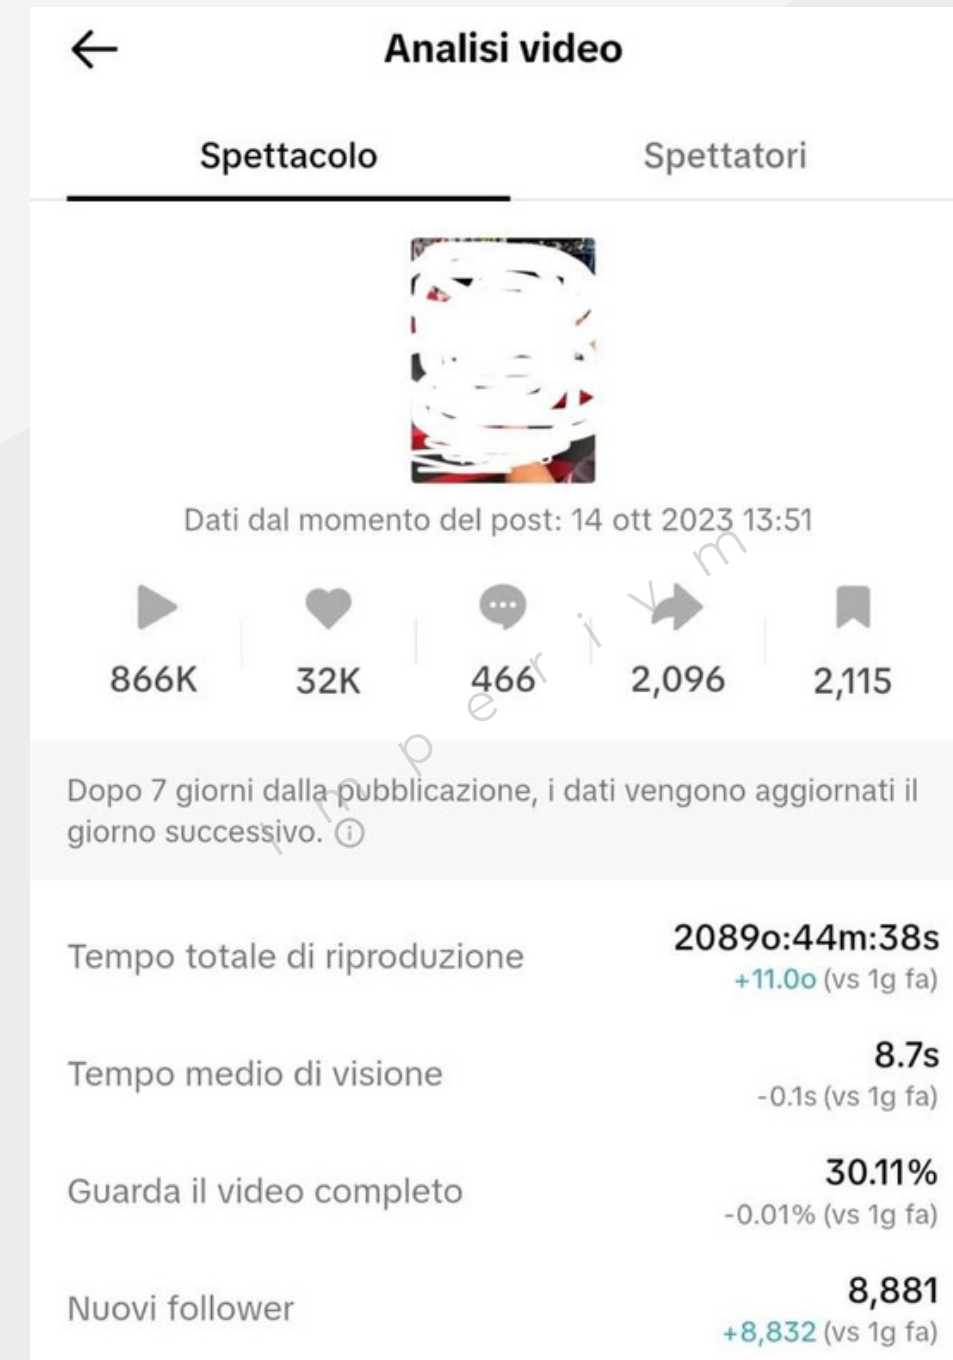 Analisi video
Spettacolo Spettatori
Dati dal momento del post: 14 ott 2023 13:51
866K 32K 466 2,096 2,115
Dopo 7 giorni dalla pubblicazione, i dati vengono aggiornati il
giorno successivo.
Tempo totale di riproduzione 2089o:44m:38s
+11.0o (vs 1g fa)
Tempo medio di visione 8.7s
-0.1s (vs 1g fa)
Guarda il video completo 30.11%
-0.01% (vs 1g fa)
Nuovi follower 8,881
+8,832 (vs 1g fa)
imperivm